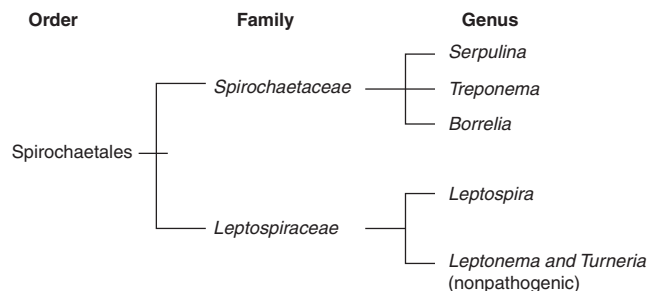 Order Family Genus
Serpulina
Spirochaetaceae Treponema
Borrelia
Spirochaetales
Leptospira
Leptospiraceae
Leptonema and Turneria
(nonpathogenic)